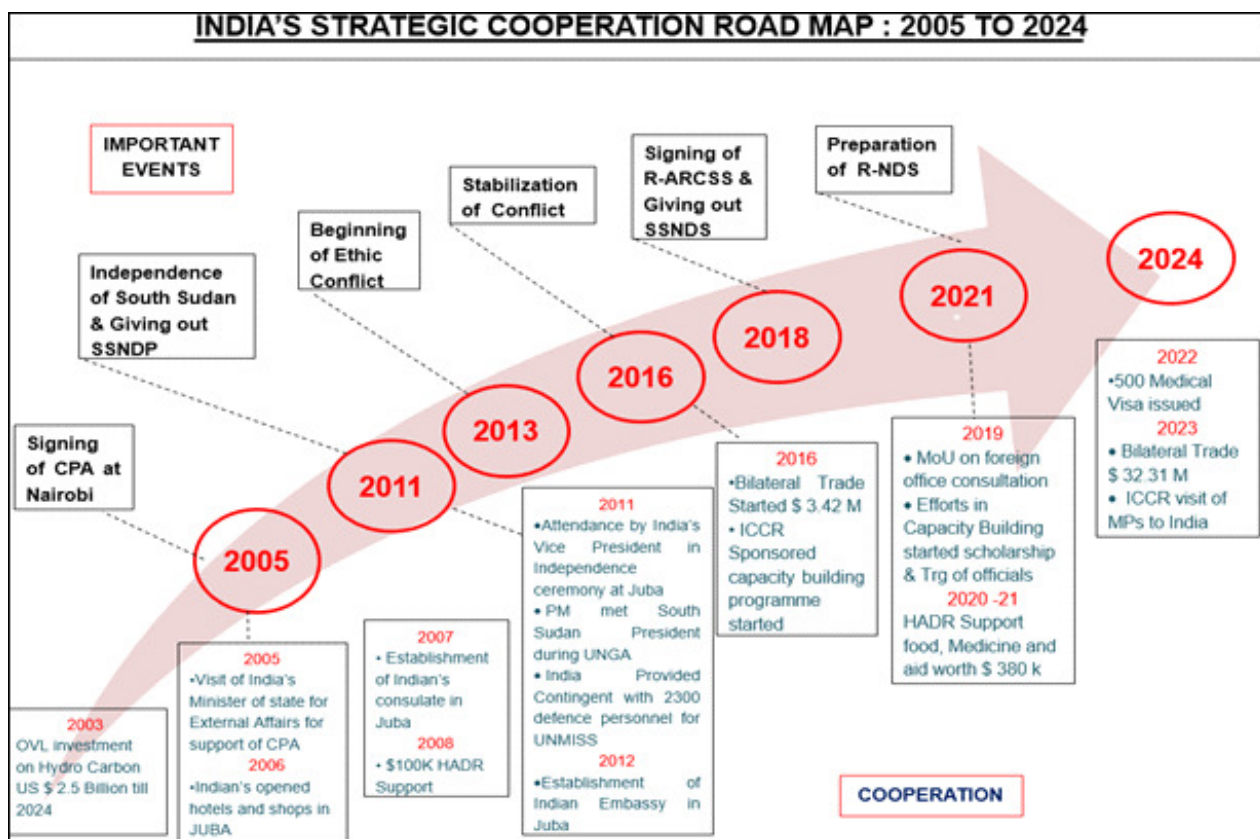 INDIA'S STRATEGIC COOPERATION ROAD MAP : 2005 TO 2024
IMPORTANT
EVENTS
Signing
of CPA at
Nairobi
Independence
of South Sudan
& Giving out
SSNDP
Beginning
of Ethic
Conflict
Stabilization
of Conflict
Signing of
R-ARCSS &
Giving out
SSNDS
Preparation
of R-NDS
2005
2011
2013
2016
2018
2021
2024
2003
OVL investment
on Hydro Carbon
US $ 2.5 Billion till
2024
2005
•Visit of India's
Minister of state for
External Affairs for
support of CPA
2006
•Indian's opened
hotels and shops in
JUBA
2007
• Establishment
of Indian's
consulate in
Juba
2008
• $100K HADR
Support
2011
•Attendance by India's
Vice President in
Independence
ceremony at Juba
• PM met South
Sudan President
during UNGA
• India Provided
Contingent with 2300
defence personnel for
UNMISS
2012
•Establishment of
Indian Embassy in
Juba
2016
•Bilateral Trade
Started $ 3.42 M
• ICCR
Sponsored
capacity building
programme
started
2019
• MoU on foreign
office consultation
• Efforts in
Capacity Building
started scholarship
& Trg of officials
2020 -21
HADR Support
food, Medicine and
aid worth $ 380 k
2022
•500 Medical
Visa issued
2023
• Bilateral Trade
$ 32.31 M
• ICCR visit of
MPs to India
COOPERATION